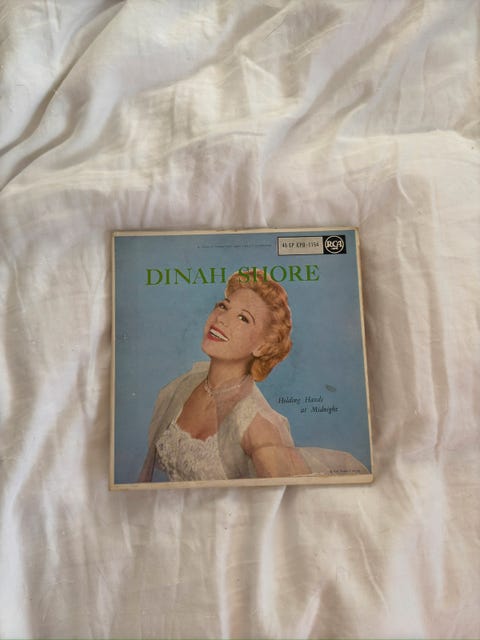 45 EP EPB-1154
RCA
DINAH SHORE
Holding Hands
at Midnight